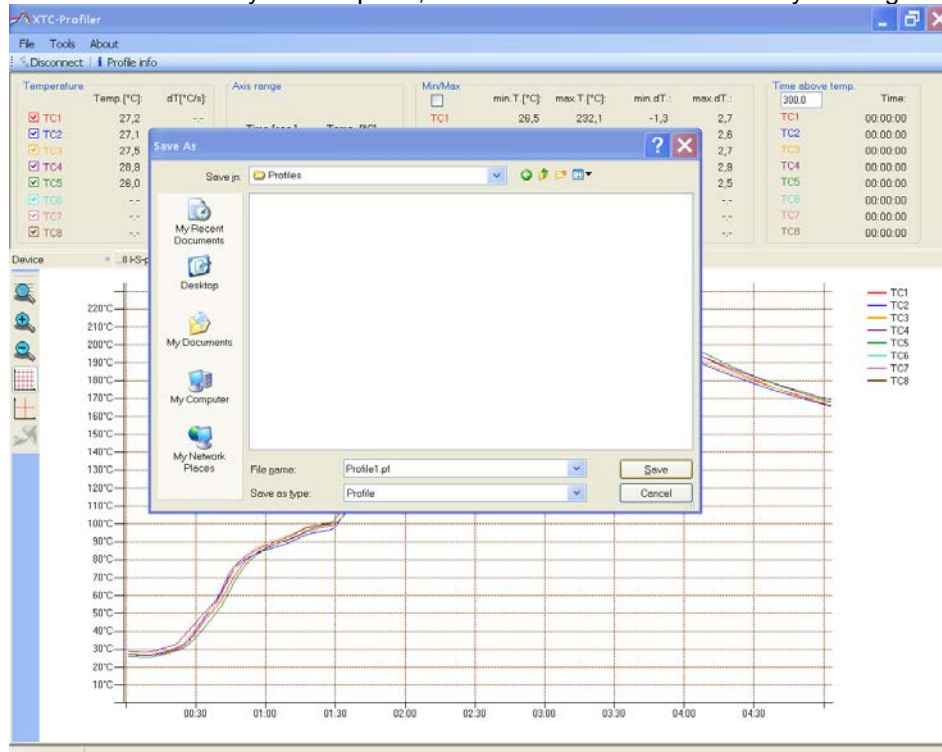 XTC-Profiler
File Tools About
Disconnect Profile info
Temperature Axis range Min/Max Time above temp.
Temp.[°C]: dT[°C/s]: min.T.[°C]: max.T.[°C]: min.dT.: max.dT.: 300,0 Time:
TC1 27,2 -,- TC1 26,5 232,1 -1,3 2,7 TC1 00:00:00
TC2 27,1 2,6 TC2 00:00:00
TC3 27,5 2,7 TC3 00:00:00
TC4 28,8 2,8 TC4 00:00:00
TC5 26,0 2,5 TC5 00:00:00
TC6 -,- -,- TC6 00:00:00
TC7 -,- -,- TC7 00:00:00
TC8 -,- -,- TC8 00:00:00
Save As
Save in: Profiles
My Recent
Documents
Desktop
My Documents
My Computer
My Network
Places
File name: Profile1.pf Save
Save as type: Profile Cancel
Device
TC1
TC2
TC3
TC4
TC5
TC6
TC7
TC8
220°C
210°C
200°C
190°C
180°C
170°C
160°C
150°C
140°C
130°C
120°C
110°C
100°C
90°C
80°C
70°C
60°C
50°C
40°C
30°C
20°C
10°C
00:30 01:00 01:30 02:00 02:30 03:00 03:30 04:00 04:30